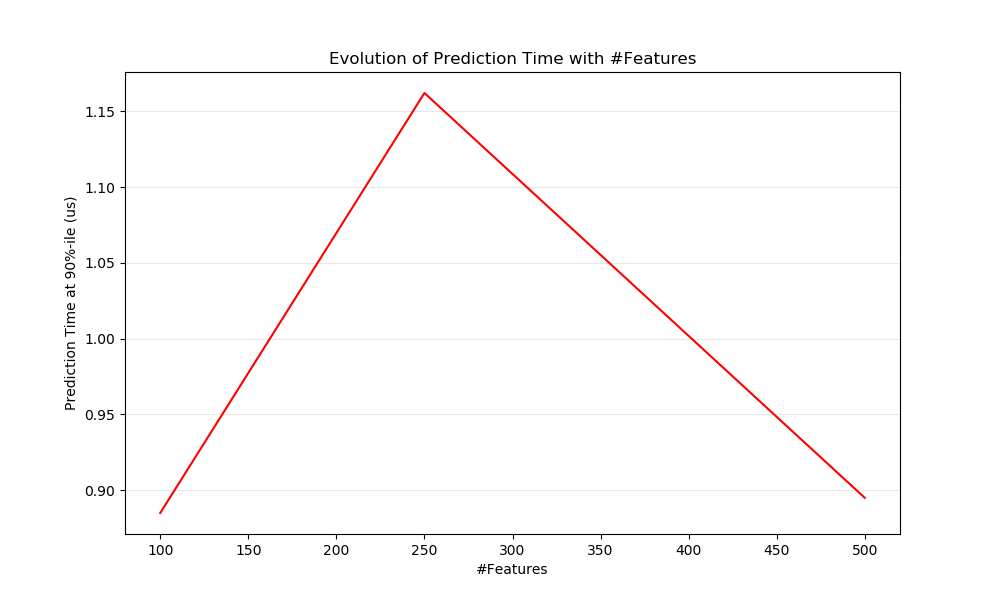 Evolution of Prediction Time with #Features
Prediction Time at 90%-ile (us)
1.15
1.10
1.05
1.00
0.95
0.90
100 150 200 250 300 350 400 450 500
#Features